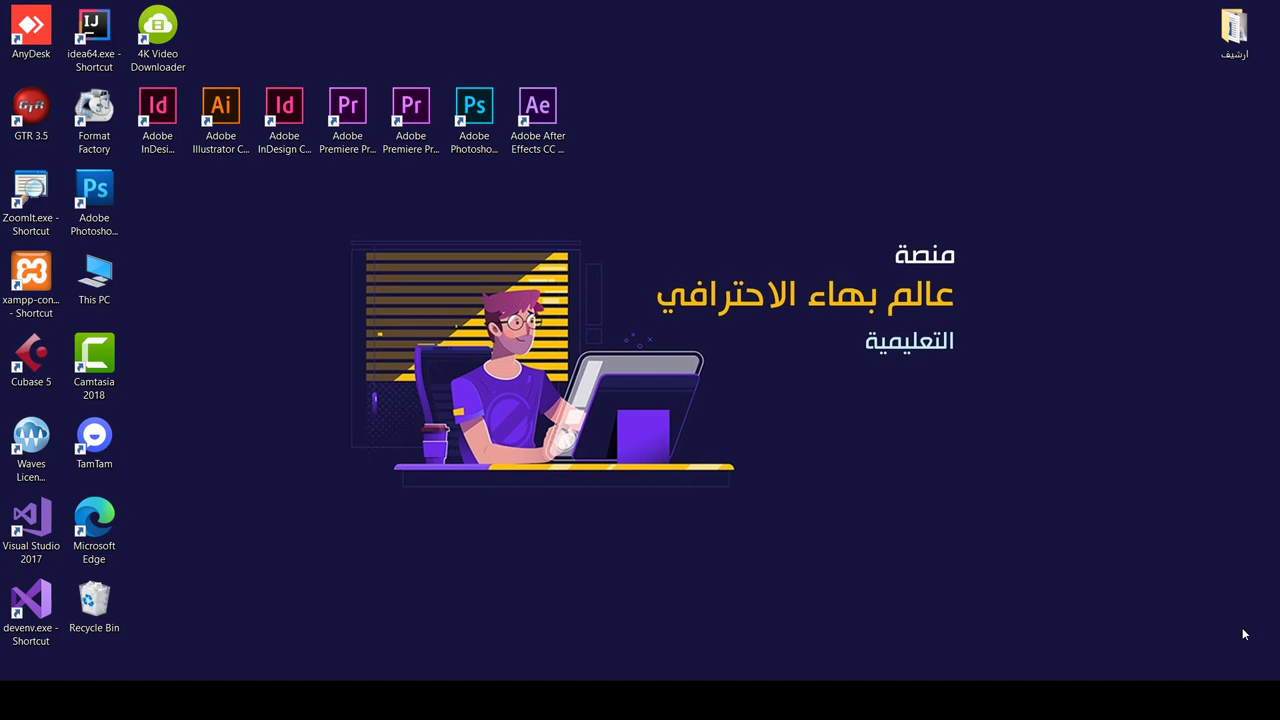 AnyDesk
idea64.exe -
Shortcut
4K Video
Downloader
ارشيف
GTR
GTR 3.5
Format
Factory
Id
Adobe
InDesi...
Ai
Adobe
Illustrator C...
Id
Adobe
InDesign C...
Pr
Adobe
Premiere Pr...
Pr
Adobe
Premiere Pr...
Ps
Adobe
Photosho...
Ae
Adobe After
Effects CC ...
ZoomIt.exe -
Shortcut
Ps
Adobe
Photosho...
منصة
عالم بهاء الاحترافي
التعليمية
xampp-con...
- Shortcut
This PC
Cubase 5
Camtasia
2018
Waves
Licen...
TamTam
Visual Studio
2017
Microsoft
Edge
devenv.exe -
Shortcut
Recycle Bin
IJ